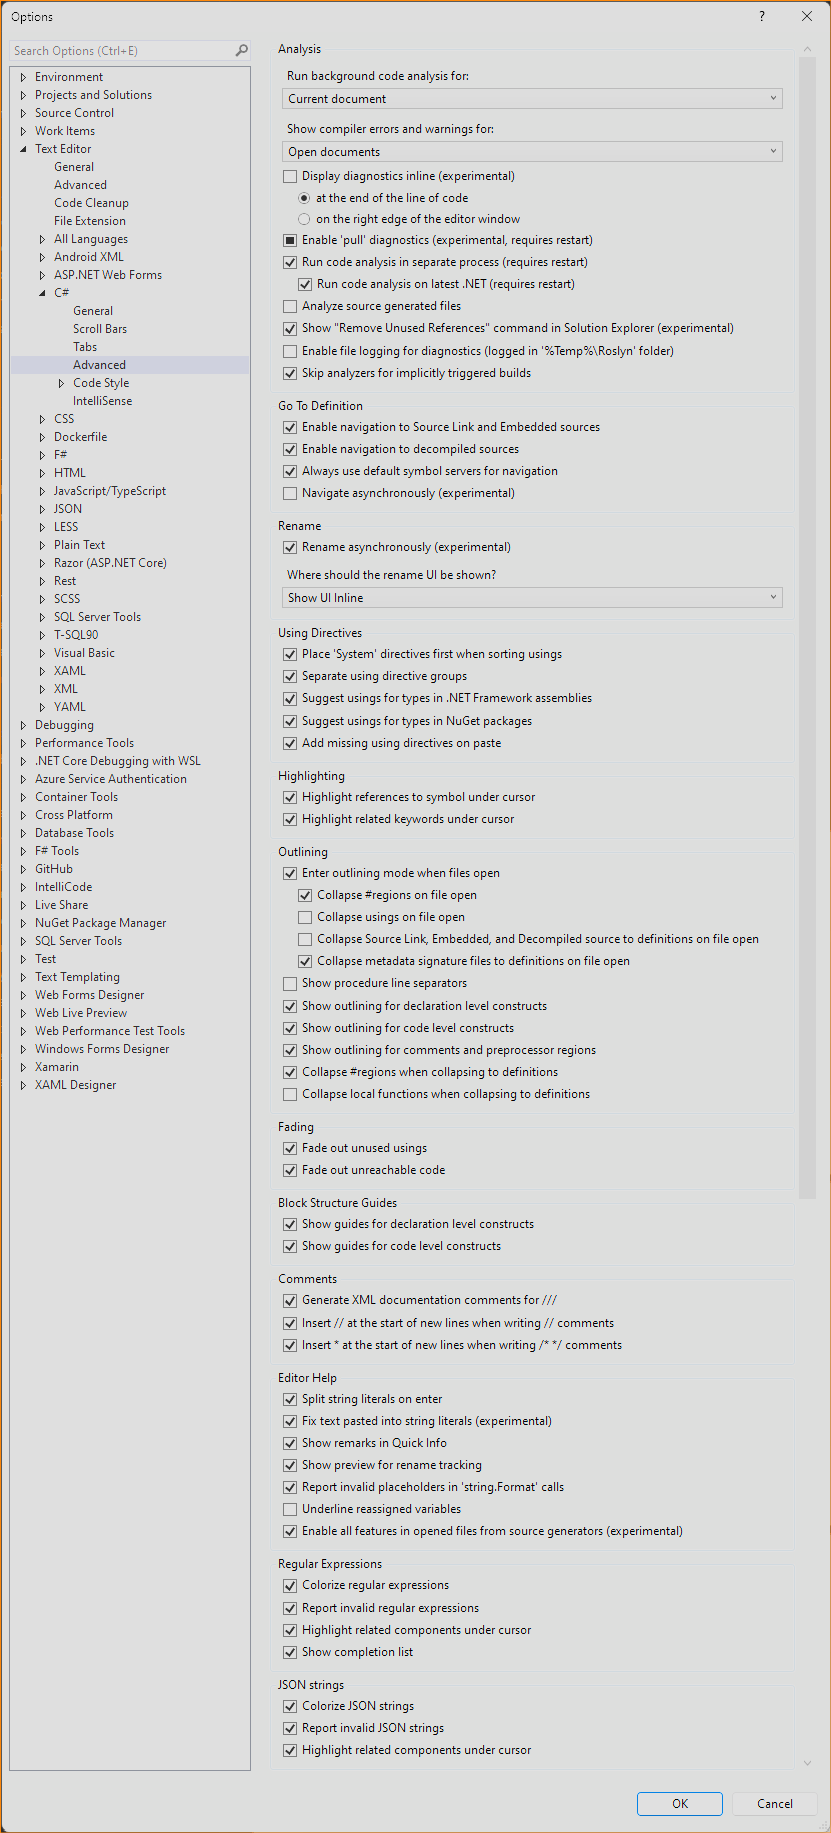 Options
?
Search Options (Ctrl+E)
Environment
Projects and Solutions
Source Control
Work Items
Text Editor
General
Advanced
Code Cleanup
File Extension
All Languages
Android XML
ASP.NET Web Forms
C#
General
Scroll Bars
Tabs
Advanced
Code Style
IntelliSense
CSS
Dockerfile
F#
HTML
JavaScript/TypeScript
JSON
LESS
Plain Text
Razor (ASP.NET Core)
Rest
SCSS
SQL Server Tools
T-SQL90
Visual Basic
XAML
XML
YAML
Debugging
Performance Tools
.NET Core Debugging with WSL
Azure Service Authentication
Container Tools
Cross Platform
Database Tools
F# Tools
GitHub
IntelliCode
Live Share
NuGet Package Manager
SQL Server Tools
Test
Text Templating
Web Forms Designer
Web Live Preview
Web Performance Test Tools
Windows Forms Designer
Xamarin
XAML Designer
Analysis
Run background code analysis for:
Current document
Show compiler errors and warnings for:
Open documents
Display diagnostics inline (experimental)
at the end of the line of code
on the right edge of the editor window
Enable 'pull' diagnostics (experimental, requires restart)
Run code analysis in separate process (requires restart)
Run code analysis on latest .NET (requires restart)
Analyze source generated files
Show "Remove Unused References" command in Solution Explorer (experimental)
Enable file logging for diagnostics (logged in '%Temp%\Roslyn' folder)
Skip analyzers for implicitly triggered builds
Go To Definition
Enable navigation to Source Link and Embedded sources
Enable navigation to decompiled sources
Always use default symbol servers for navigation
Navigate asynchronously (experimental)
Rename
Rename asynchronously (experimental)
Where should the rename UI be shown?
Show UI Inline
Using Directives
Place 'System' directives first when sorting usings
Separate using directive groups
Suggest usings for types in .NET Framework assemblies
Suggest usings for types in NuGet packages
Add missing using directives on paste
Highlighting
Highlight references to symbol under cursor
Highlight related keywords under cursor
Outlining
Enter outlining mode when files open
Collapse #regions on file open
Collapse usings on file open
Collapse Source Link, Embedded, and Decompiled source to definitions on file open
Collapse metadata signature files to definitions on file open
Show procedure line separators
Show outlining for declaration level constructs
Show outlining for code level constructs
Show outlining for comments and preprocessor regions
Collapse #regions when collapsing to definitions
Collapse local functions when collapsing to definitions
Fading
Fade out unused usings
Fade out unreachable code
Block Structure Guides
Show guides for declaration level constructs
Show guides for code level constructs
Comments
Generate XML documentation comments for ///
Insert // at the start of new lines when writing // comments
Insert * at the start of new lines when writing /* */ comments
Editor Help
Split string literals on enter
Fix text pasted into string literals (experimental)
Show remarks in Quick Info
Show preview for rename tracking
Report invalid placeholders in 'string.Format' calls
Underline reassigned variables
Enable all features in opened files from source generators (experimental)
Regular Expressions
Colorize regular expressions
Report invalid regular expressions
Highlight related components under cursor
Show completion list
JSON strings
Colorize JSON strings
Report invalid JSON strings
Highlight related components under cursor
OK
Cancel